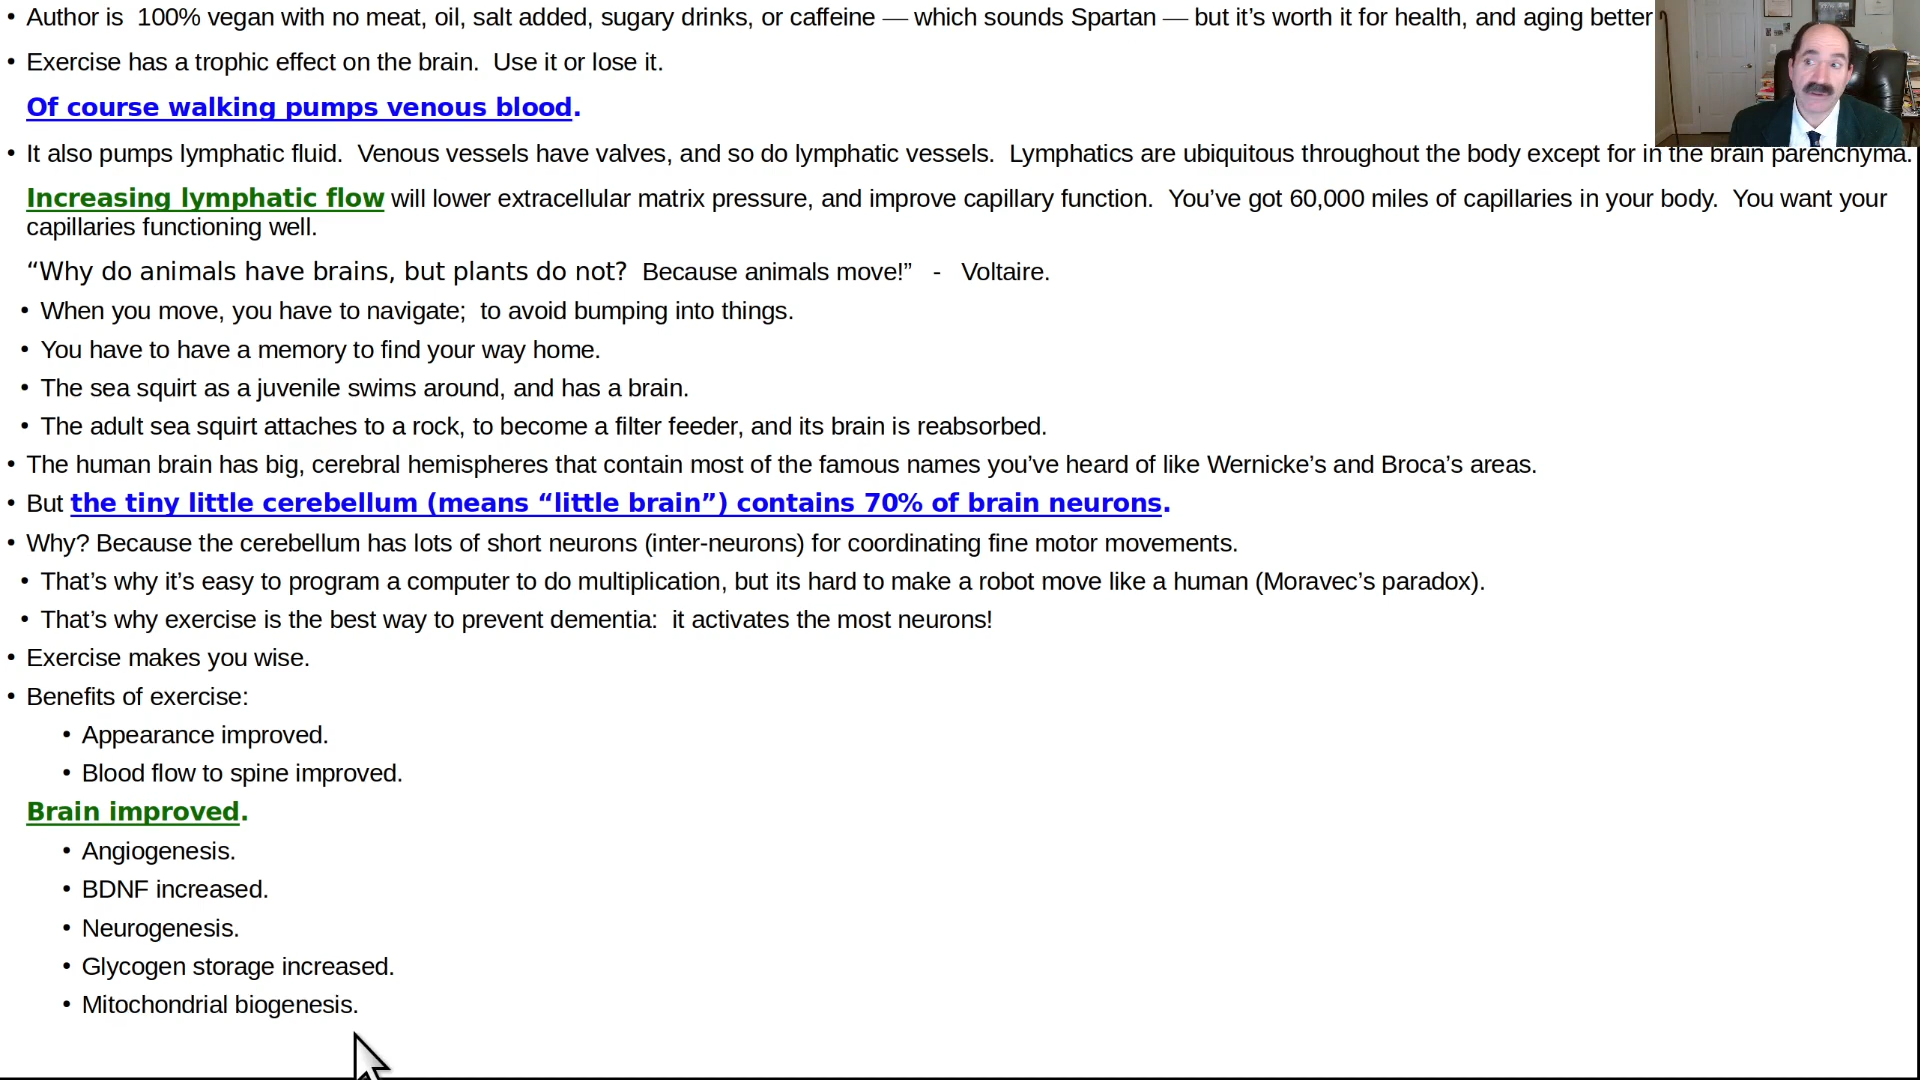 • Author is  100% vegan with no meat, oil, salt added, sugary drinks, or caffeine — which sounds Spartan — but it’s worth it for health, and aging better
• Exercise has a trophic effect on the brain.  Use it or lose it.
Of course walking pumps venous blood.
• It also pumps lymphatic fluid.  Venous vessels have valves, and so do lymphatic vessels.  Lymphatics are ubiquitous throughout the body except for in the brain parenchyma.
Increasing lymphatic flow will lower extracellular matrix pressure, and improve capillary function.  You’ve got 60,000 miles of capillaries in your body.  You want your
capillaries functioning well.
“Why do animals have brains, but plants do not?  Because animals move!”   -   Voltaire.
• When you move, you have to navigate;  to avoid bumping into things.
• You have to have a memory to find your way home.
• The sea squirt as a juvenile swims around, and has a brain.
• The adult sea squirt attaches to a rock, to become a filter feeder, and its brain is reabsorbed.
• The human brain has big, cerebral hemispheres that contain most of the famous names you’ve heard of like Wernicke’s and Broca’s areas.
• But the tiny little cerebellum (means “little brain”) contains 70% of brain neurons.
• Why? Because the cerebellum has lots of short neurons (inter-neurons) for coordinating fine motor movements.
• That’s why it’s easy to program a computer to do multiplication, but its hard to make a robot move like a human (Moravec’s paradox).
• That’s why exercise is the best way to prevent dementia:  it activates the most neurons!
• Exercise makes you wise.
• Benefits of exercise:
• Appearance improved.
• Blood flow to spine improved.
Brain improved.
• Angiogenesis.
• BDNF increased.
• Neurogenesis.
• Glycogen storage increased.
• Mitochondrial biogenesis.